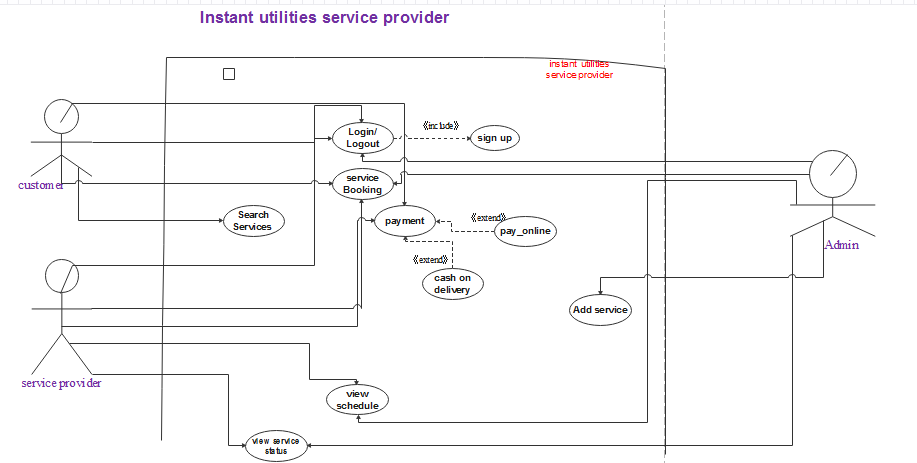 Instant utilities service provider
instant utilities
service provider
Login/
Logout
《include》
sign up
customer
service
Booking
Search
Services
payment
《extend》
pay_online
《extend》
cash on
delivery
Admin
Add service
service provider
view
schedule
view service
status